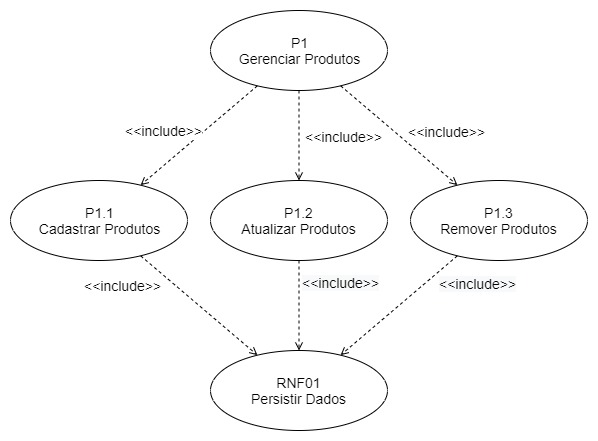 P1
Gerenciar Produtos
<<include>>
<<include>>
<<include>>
P1.1
Cadastrar Produtos
P1.2
Atualizar Produtos
P1.3
Remover Produtos
<<include>>
<<include>>
<<include>>
RNF01
Persistir Dados